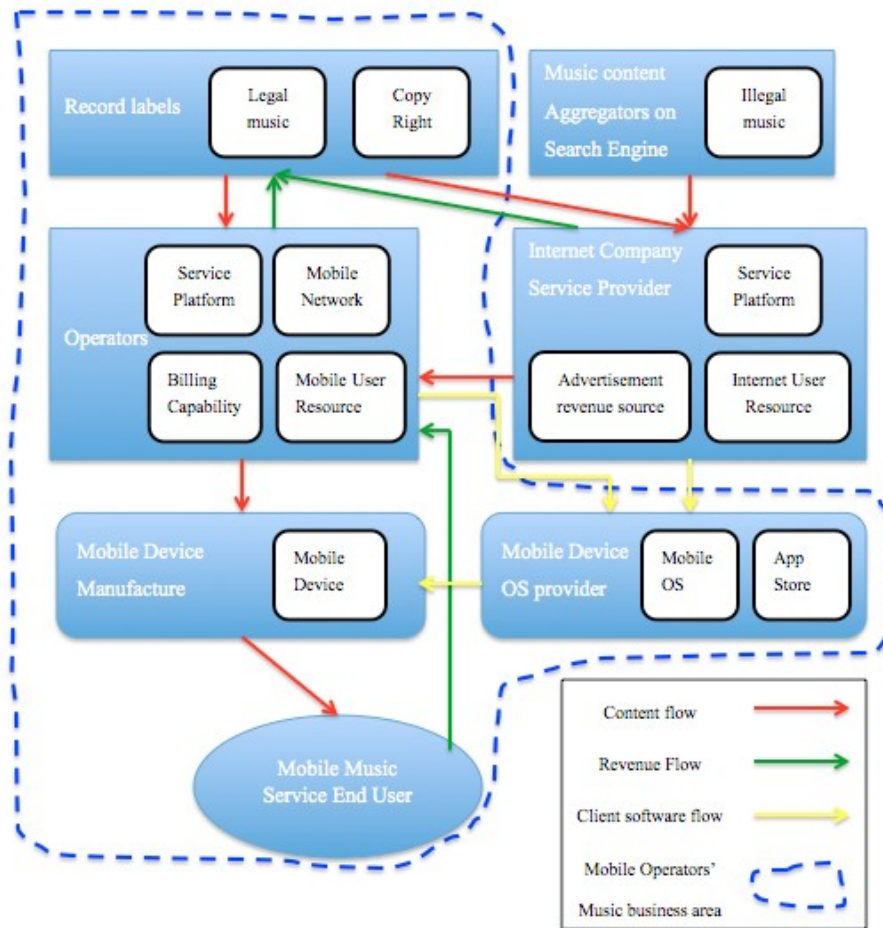 Record labels
Legal
music
Copy
Right
Music content
Aggregators on
Search Engine
Illegal
music
Operators
Service
Platform
Mobile
Network
Billing
Capability
Mobile User
Resource
Internet Company
Service Provider
Service
Platform
Advertisement
revenue source
Internet User
Resource
Mobile Device
Manufacture
Mobile
Device
Mobile Device
OS provider
Mobile
OS
App
Store
Mobile Music
Service End User
Content flow
Revenue Flow
Client software flow
Mobile Operators’
Music business area